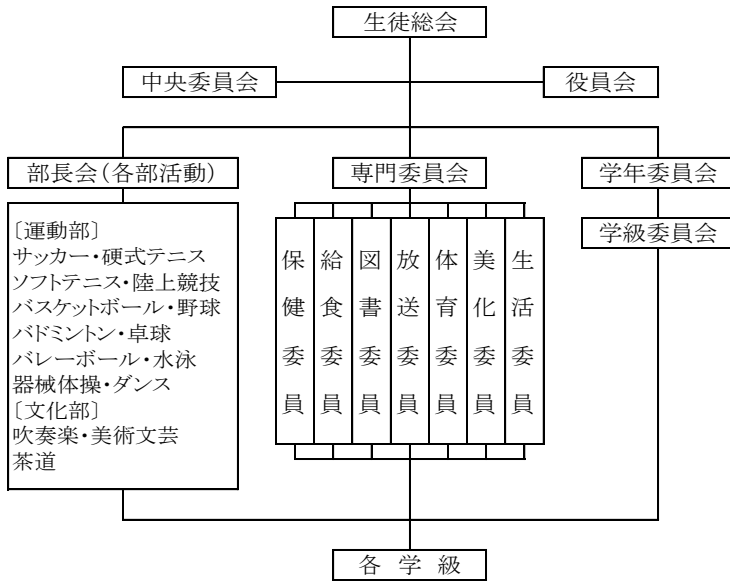 生徒総会
中央委員会
役員会
部長会(各部活動)
専門委員会
学年委員会
学級委員会
〔運動部〕
サッカー・硬式テニス
ソフトテニス・陸上競技
バスケットボール・野球
バドミントン・卓球
バレーボール・水泳
器械体操・ダンス
〔文化部〕
吹奏楽・美術文芸
茶道
保健委員
給食委員
図書委員
放送委員
体育委員
美化委員
生活委員
各 学 級